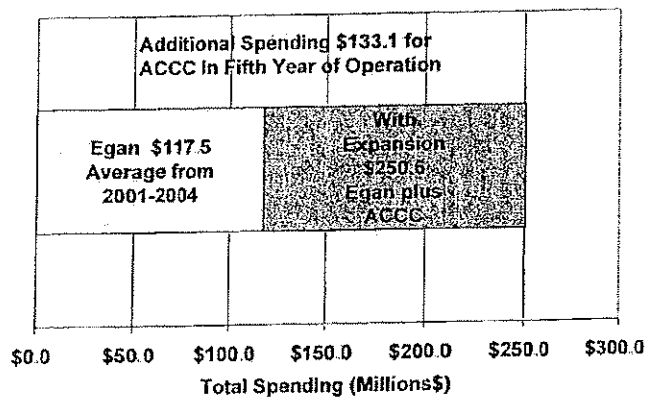 Additional Spending $133.1 for
ACCC in Fifth Year of Operation
Egan $117.5
Average from
2001-2004
With
Expansion
$250.6
Egan plus
ACCC
$0.0 $50.0 $100.0 $150.0 $200.0 $250.0 $300.0
Total Spending (Millions$)